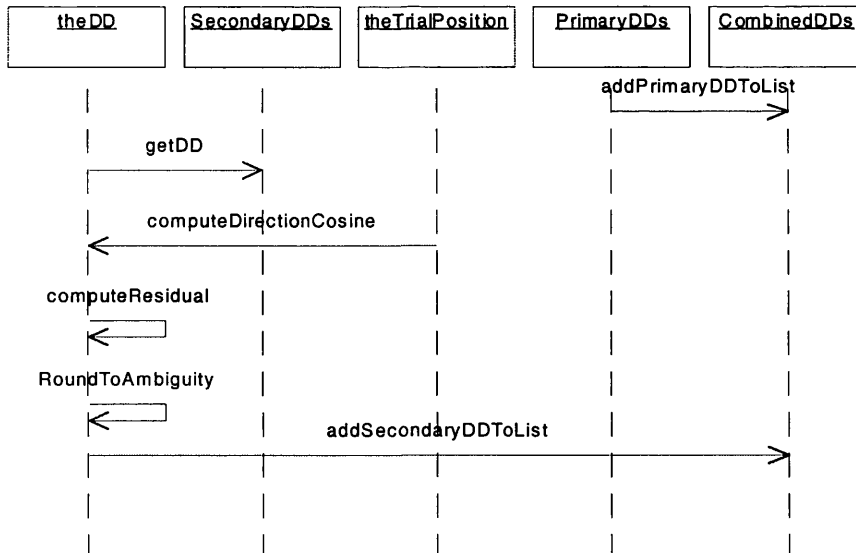 theDD
SecondaryDDs
theTrialPosition
PrimaryDDs
CombinedDDs
addPrimaryDDToList
getDD
computeDirectionCosine
computeResidual
RoundToAmbiguity
addSecondaryDDToList